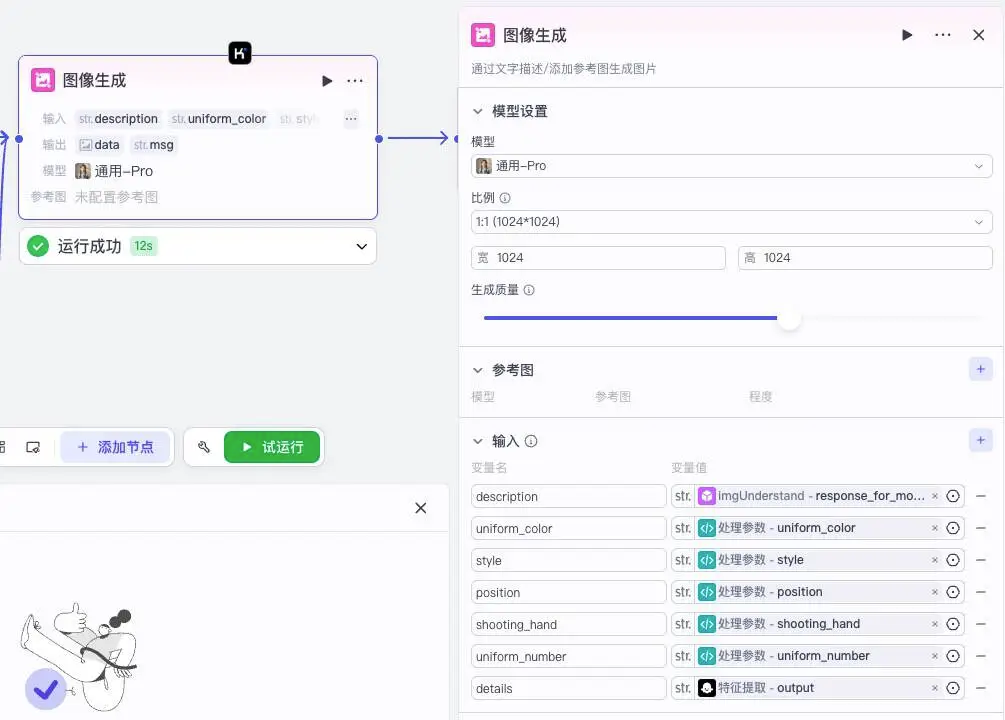 图像生成
输入 str.description str.uniform_color str.styl
输出 data str.msg
模型 通用-Pro
参考图 未配置参考图
运行成功 12s
添加节点 试运行
图像生成
通过文字描述/添加参考图生成图片
模型设置
模型
通用-Pro
比例
1:1 (1024*1024)
宽 1024 高 1024
生成质量
参考图
模型 参考图 程度
输入
变量名 变量值
description str. imgUnderstand - response_for_mo...
uniform_color str. 处理参数 - uniform_color
style str. 处理参数 - style
position str. 处理参数 - position
shooting_hand str. 处理参数 - shooting_hand
uniform_number str. 处理参数 - uniform_number
details str. 特征提取 - output